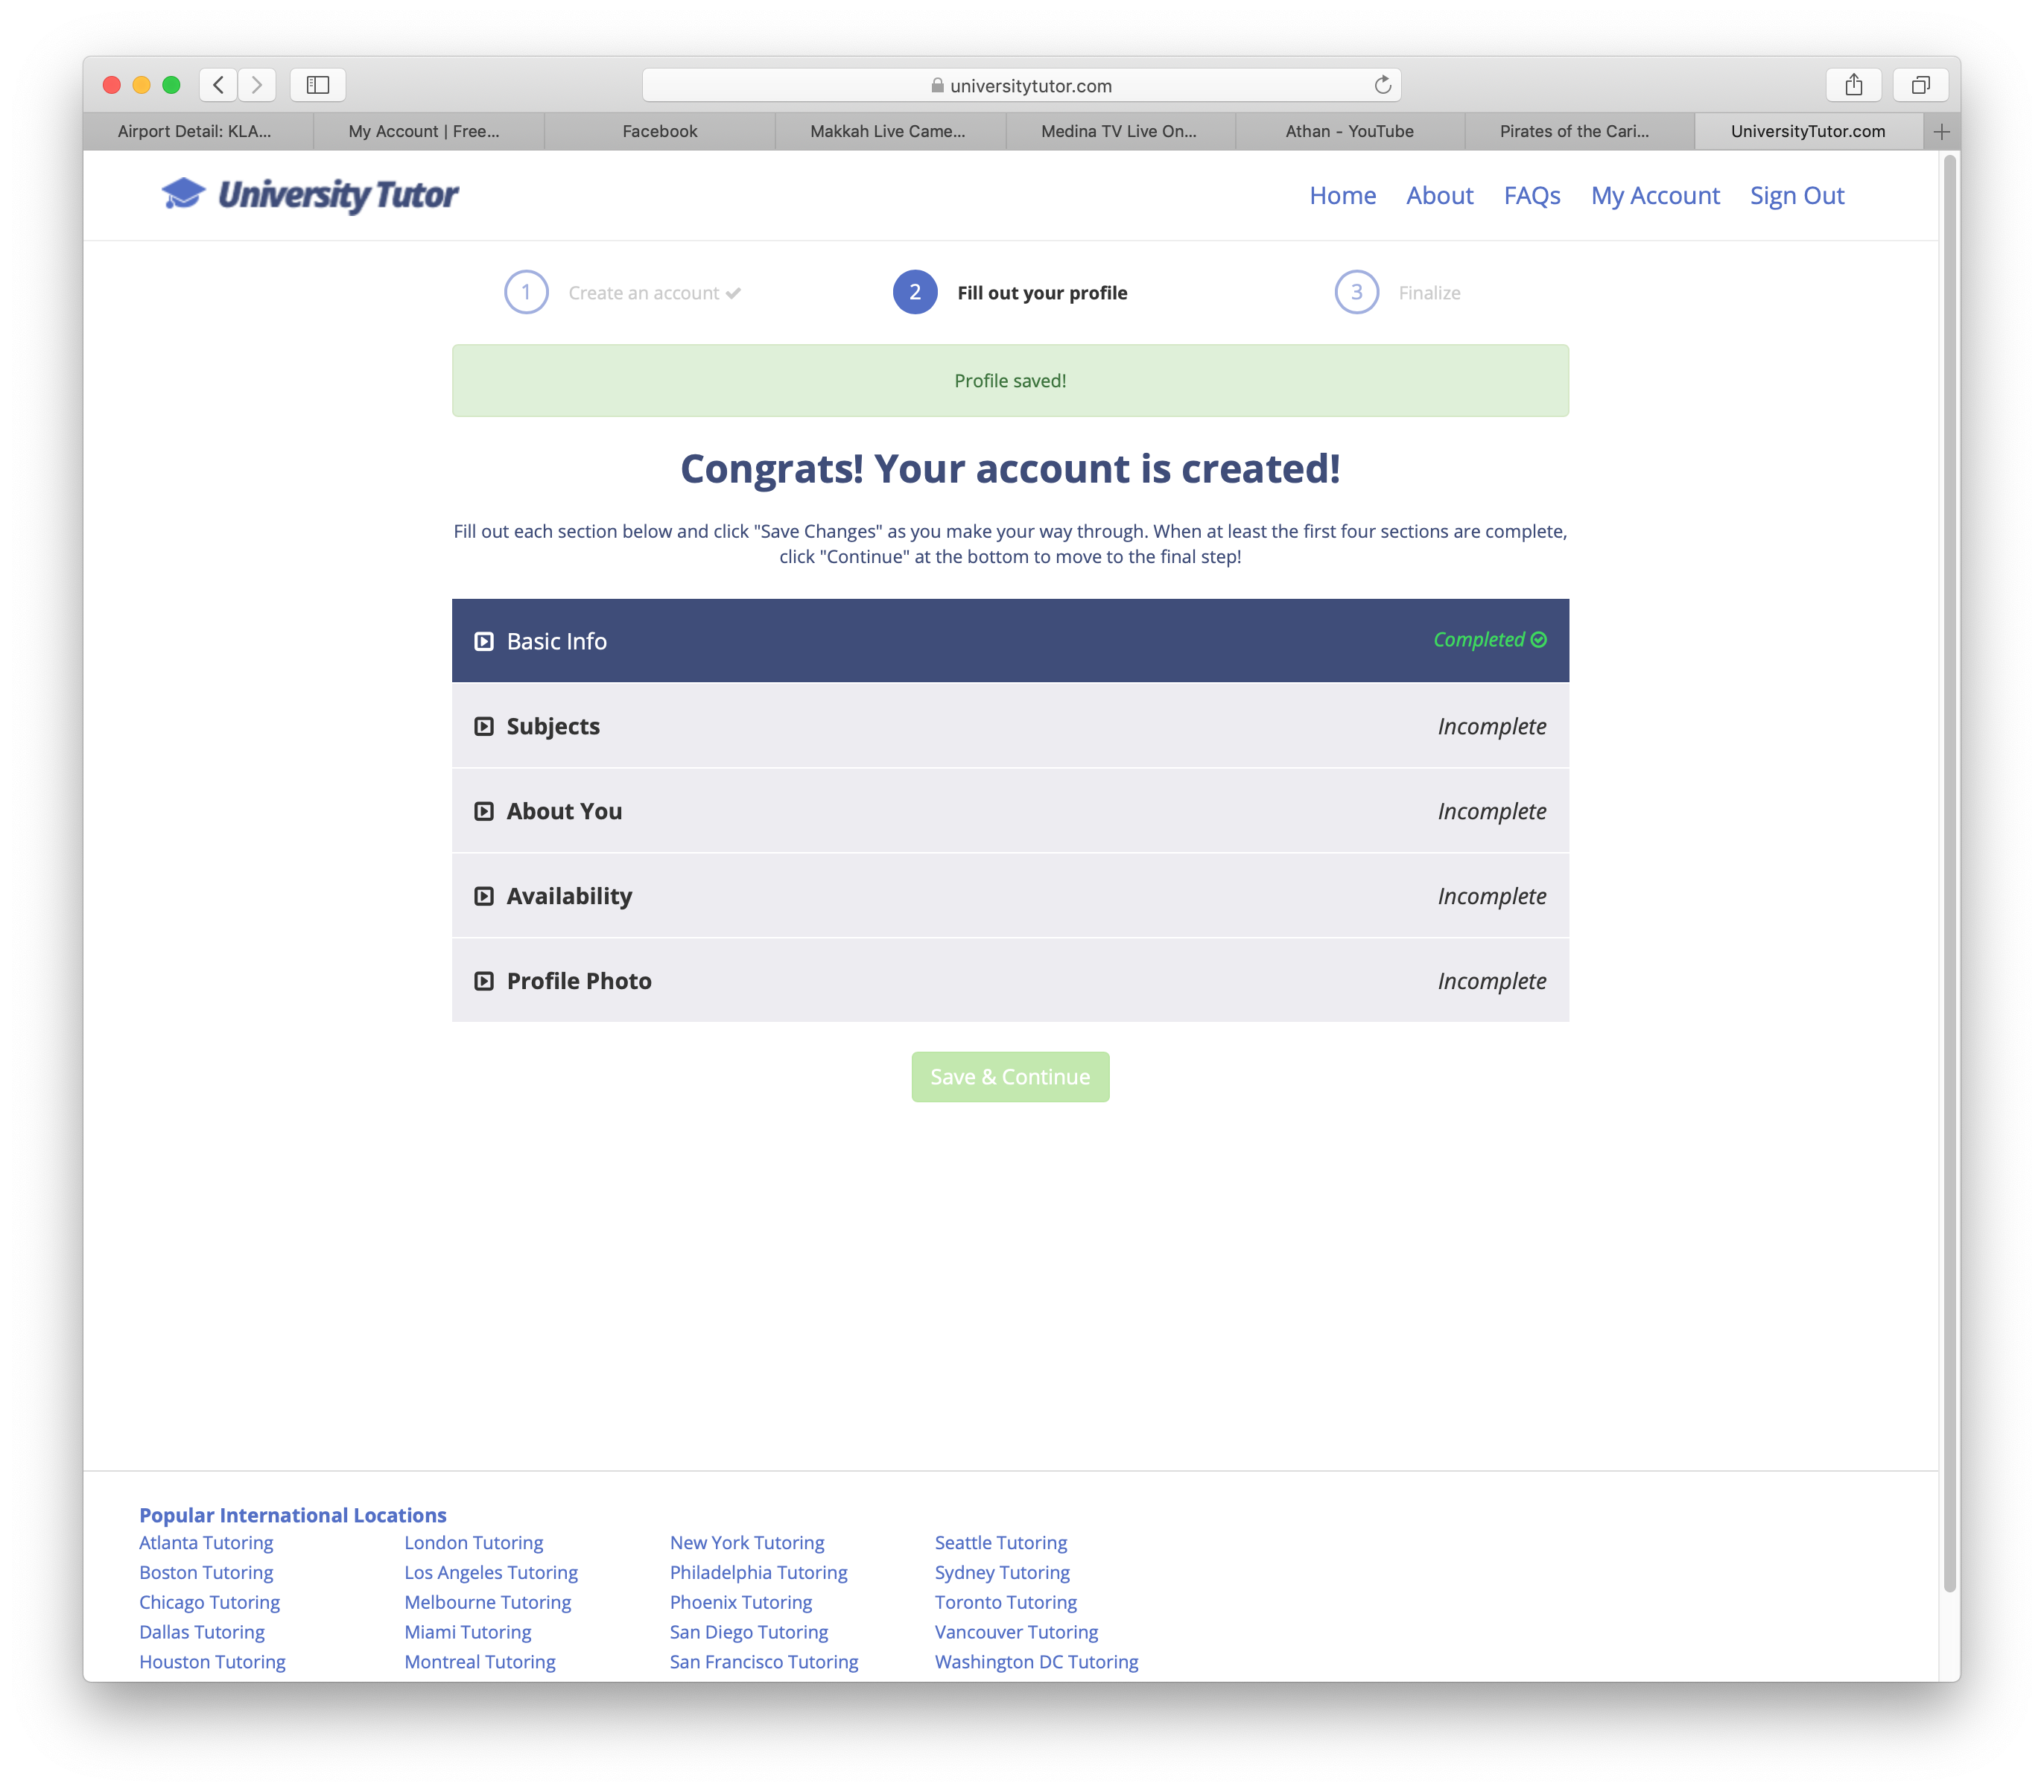 universitytutor.com
Airport Detail: KLA...
My Account | Free...
Facebook
Makkah Live Came...
Medina TV Live On...
Athan - YouTube
Pirates of the Cari...
UniversityTutor.com
University Tutor
Home
About
FAQs
My Account
Sign Out
1 Create an account
2 Fill out your profile
3 Finalize
Profile saved!
Congrats! Your account is created!
Fill out each section below and click "Save Changes" as you make your way through. When at least the first four sections are complete,
click "Continue" at the bottom to move to the final step!
Basic Info Completed
Subjects Incomplete
About You Incomplete
Availability Incomplete
Profile Photo Incomplete
Save & Continue
Popular International Locations
Atlanta Tutoring London Tutoring New York Tutoring Seattle Tutoring
Boston Tutoring Los Angeles Tutoring Philadelphia Tutoring Sydney Tutoring
Chicago Tutoring Melbourne Tutoring Phoenix Tutoring Toronto Tutoring
Dallas Tutoring Miami Tutoring San Diego Tutoring Vancouver Tutoring
Houston Tutoring Montreal Tutoring San Francisco Tutoring Washington DC Tutoring